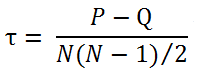 τ = P − Q / N(N − 1)/2